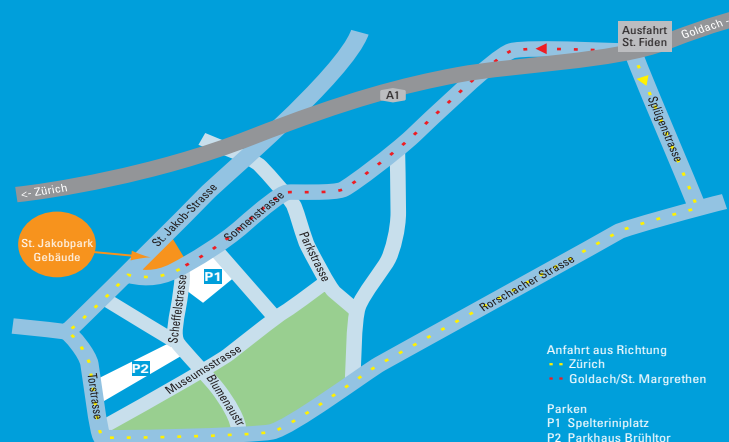 Ausfahrt
St. Fiden
Goldach -
A1
Splügenstrasse
<- Zürich
St. Jakob-Strasse
Sonnenstrasse
St. Jakobpark
Gebäude
Parkstrasse
P1
Scheffelstrasse
Rorschacher Strasse
P2
Museumsstrasse
Blumenaustr
Torstrasse
Anfahrt aus Richtung
Zürich
Goldach/St. Margrethen
Parken
P1 Spelteriniplatz
P2 Parkhaus Brühltor